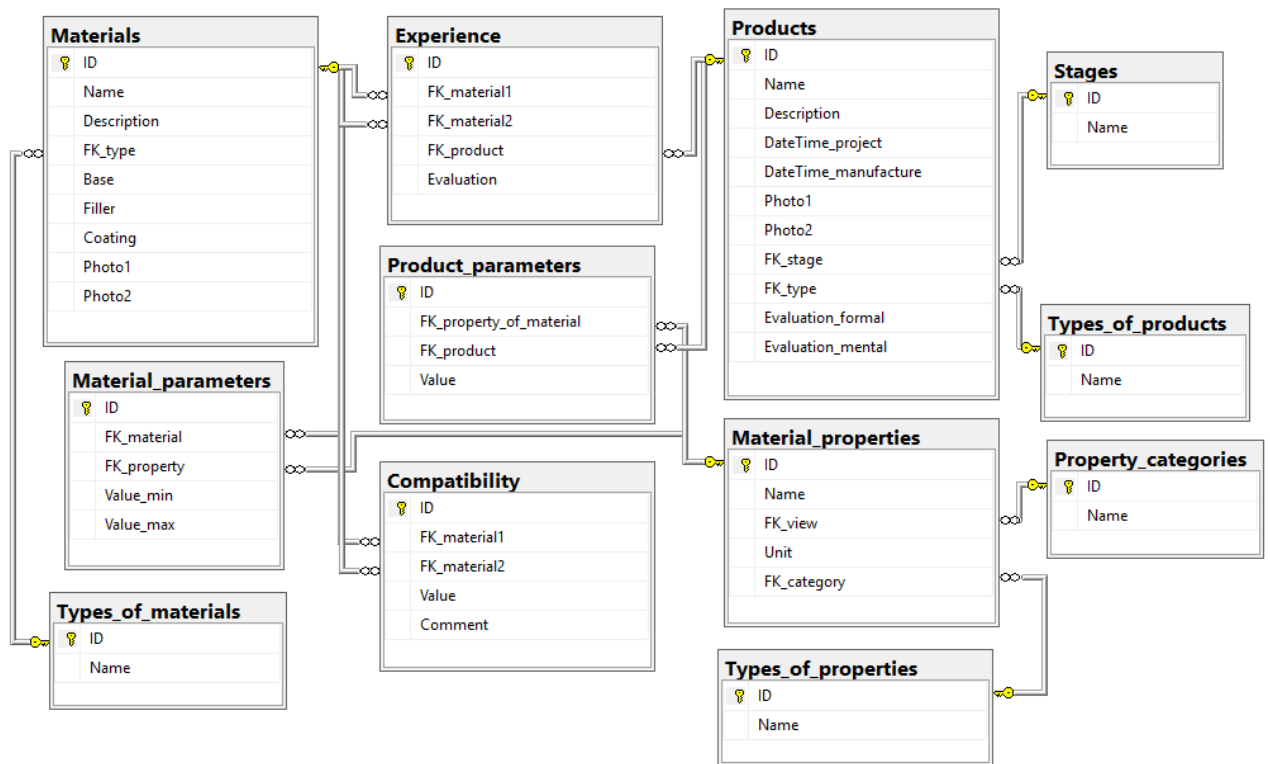 Materials
ID
Name
Description
FK_type
Base
Filler
Coating
Photo1
Photo2
Experience
ID
FK_material1
FK_material2
FK_product
Evaluation
Products
ID
Name
Description
DateTime_project
DateTime_manufacture
Photo1
Photo2
FK_stage
FK_type
Evaluation_formal
Evaluation_mental
Stages
ID
Name
Product_parameters
ID
FK_property_of_material
FK_product
Value
Types_of_products
ID
Name
Material_parameters
ID
FK_material
FK_property
Value_min
Value_max
Compatibility
ID
FK_material1
FK_material2
Value
Comment
Material_properties
ID
Name
FK_view
Unit
FK_category
Property_categories
ID
Name
Types_of_materials
ID
Name
Types_of_properties
ID
Name